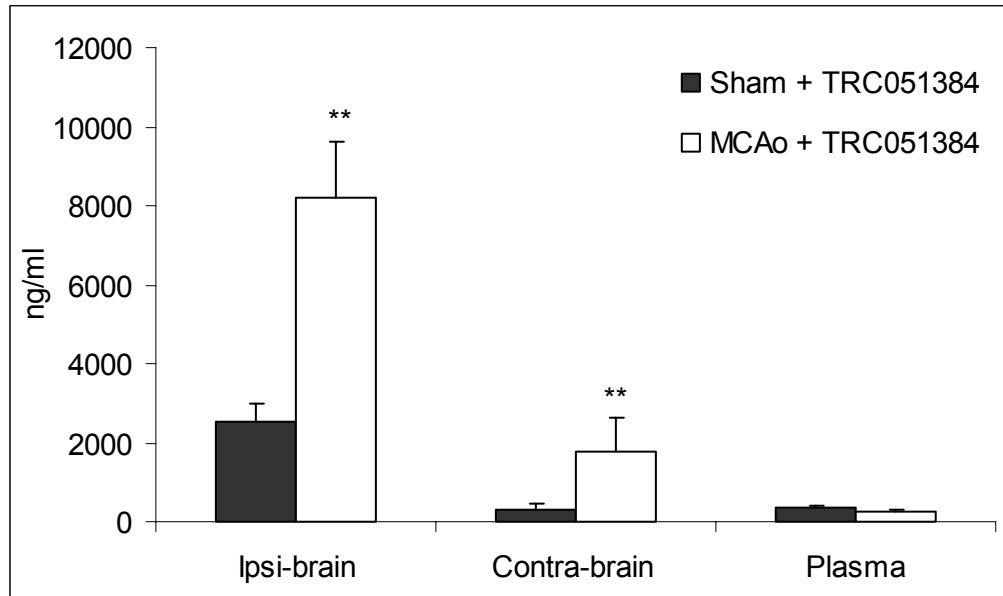 12000
10000
8000
6000
4000
2000
0
ng/ml
Sham + TRC051384
MCAo + TRC051384
**
**
Ipsi-brain Contra-brain Plasma